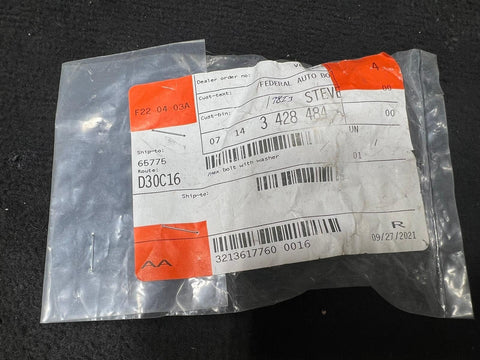 A
Dealer order no: FEDERAL AUTO BO
F22 04 03A
Cust-text: STEVE 00
Cust-bin: 07 14 3 428 484 00
Ship-to: UN
65775
/Hex bolt with washer 01
Route:
D30C16
Ship-to:
R
AA 09/27/2021
3213617760 0016